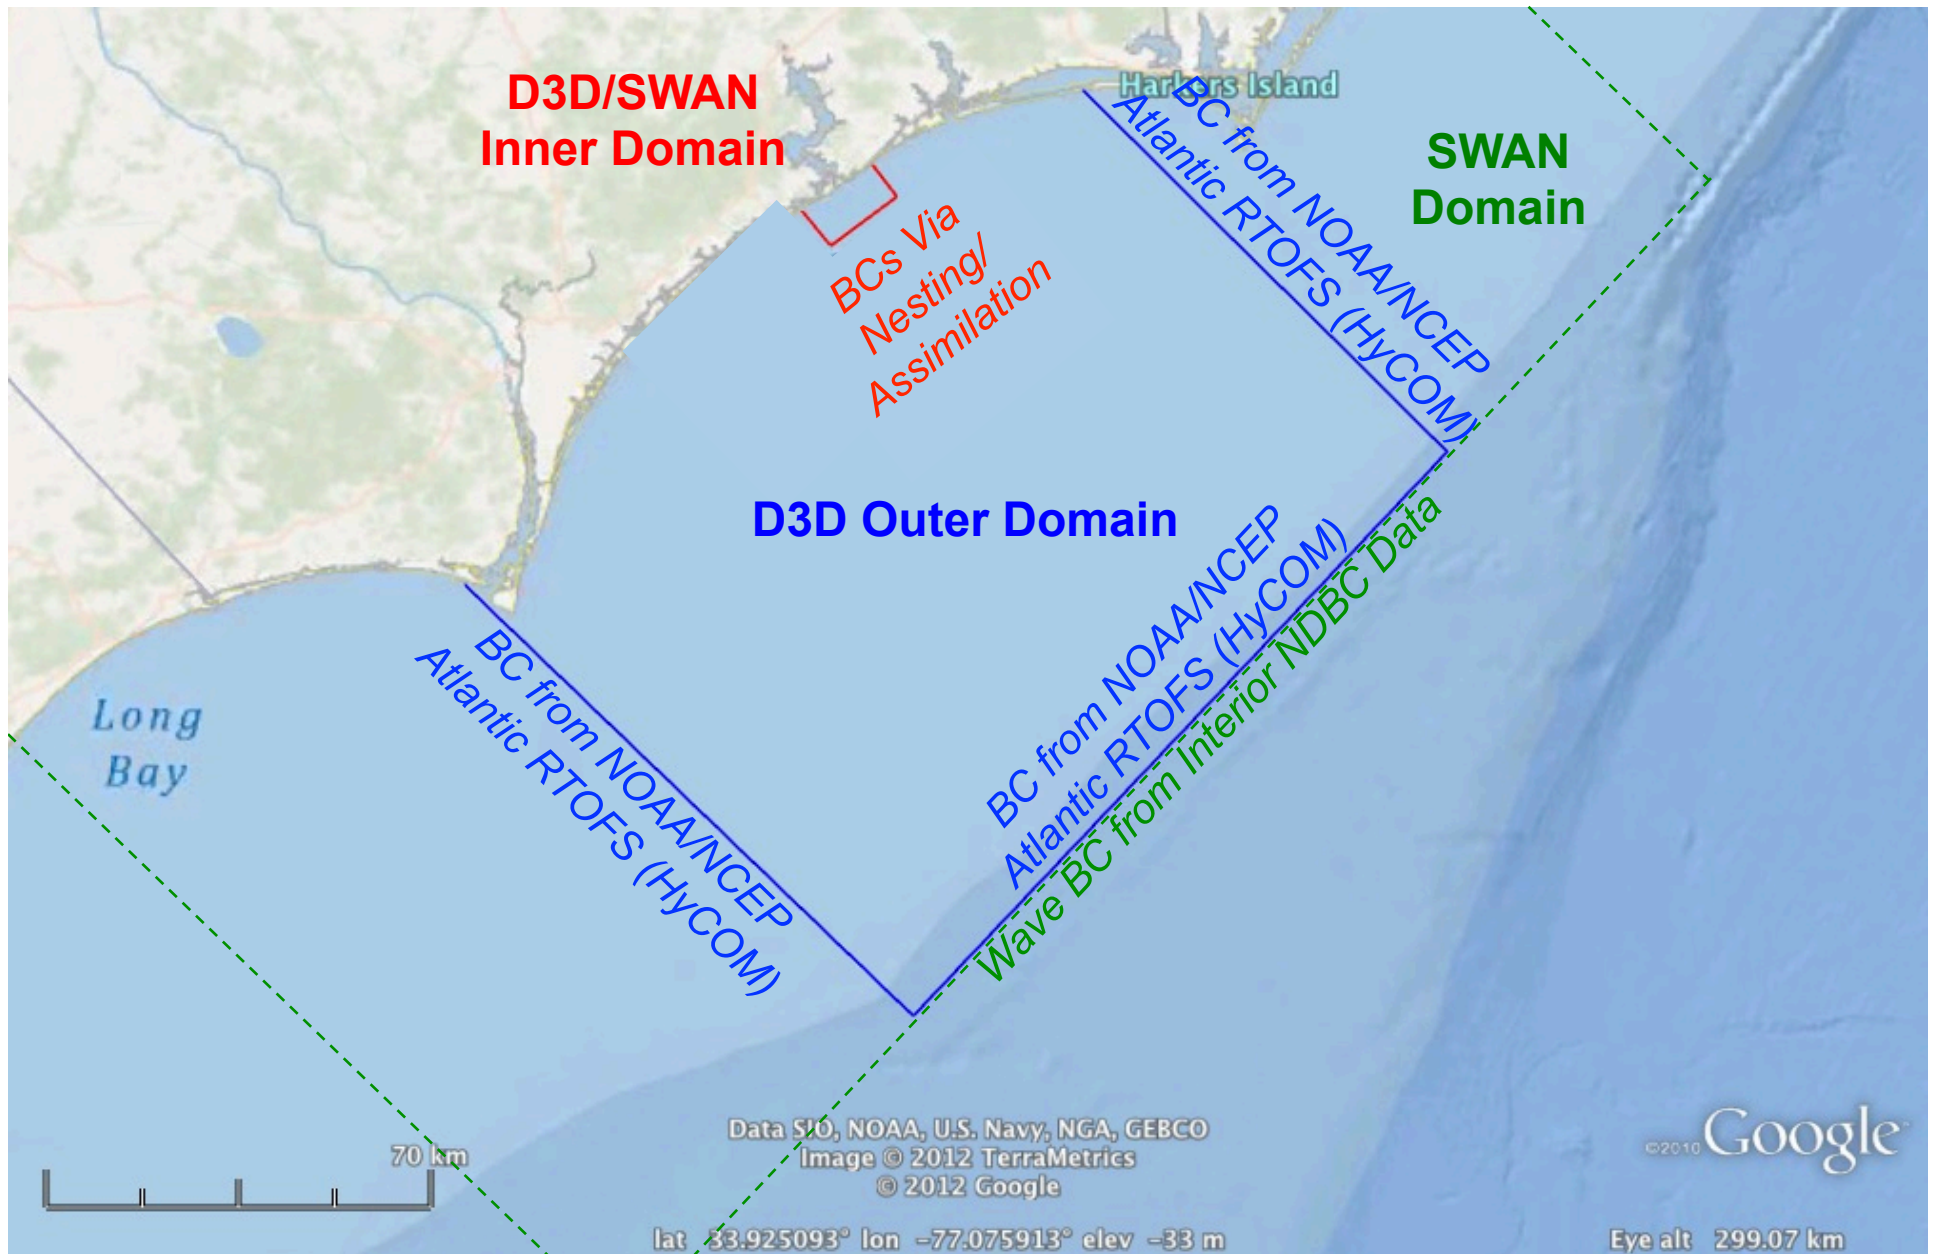 D3D/SWAN
Inner Domain
Harkers Island
SWAN
Domain
BC from NOAA/NCEP
Atlantic RTOFS (HyCOM)
BCs Via
Nesting/
Assimilation
D3D Outer Domain
BC from NOAA/NCEP
Atlantic RTOFS (HyCOM)
Wave BC from Interior NDBC Data
BC from NOAA/NCEP
Atlantic RTOFS (HyCOM)
Long
Bay
70 km
Data SIO, NOAA, U.S. Navy, NGA, GEBCO
Image © 2012 TerraMetrics
© 2012 Google
©2010 Google
lat 33.925093° lon -77.075913° elev -33 m
Eye alt 299.07 km